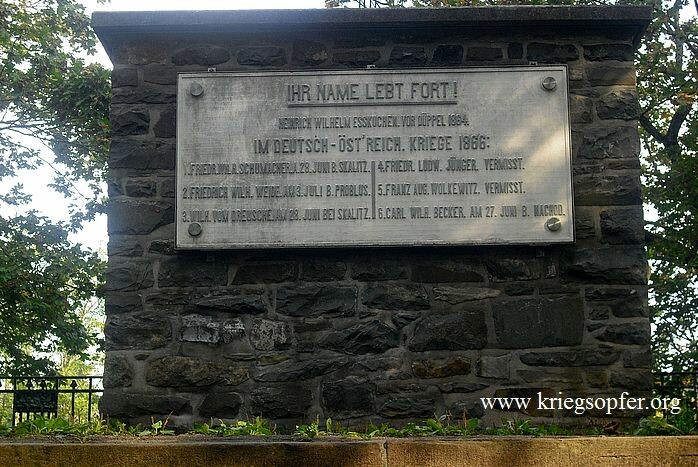 IHR NAME LEBT FORT!
HEINRICH WILHELM ESSKUCHEN. VOR DÜPPEL 1864.
IM DEUTSCH-ÖST'REICH. KRIEGE 1866:
1. FRIEDR. WILH. SCHUMACHER, A. 28. JUNI B. SKALITZ.
2. FRIEDRICH WILH. WEIDE. AM 3. JULI B. PROBLUS.
3. WILH. VOM DREUSCHE. AM 28. JUNI BEI SKALITZ.
4. FRIEDR. LUDW. JÜNGER. VERMISST.
5. FRANZ AUG. WOLKEWITZ. VERMISST.
6. CARL WILH. BECKER. AM 27. JUNI B. NACHOD.
www.kriegsopfer.org